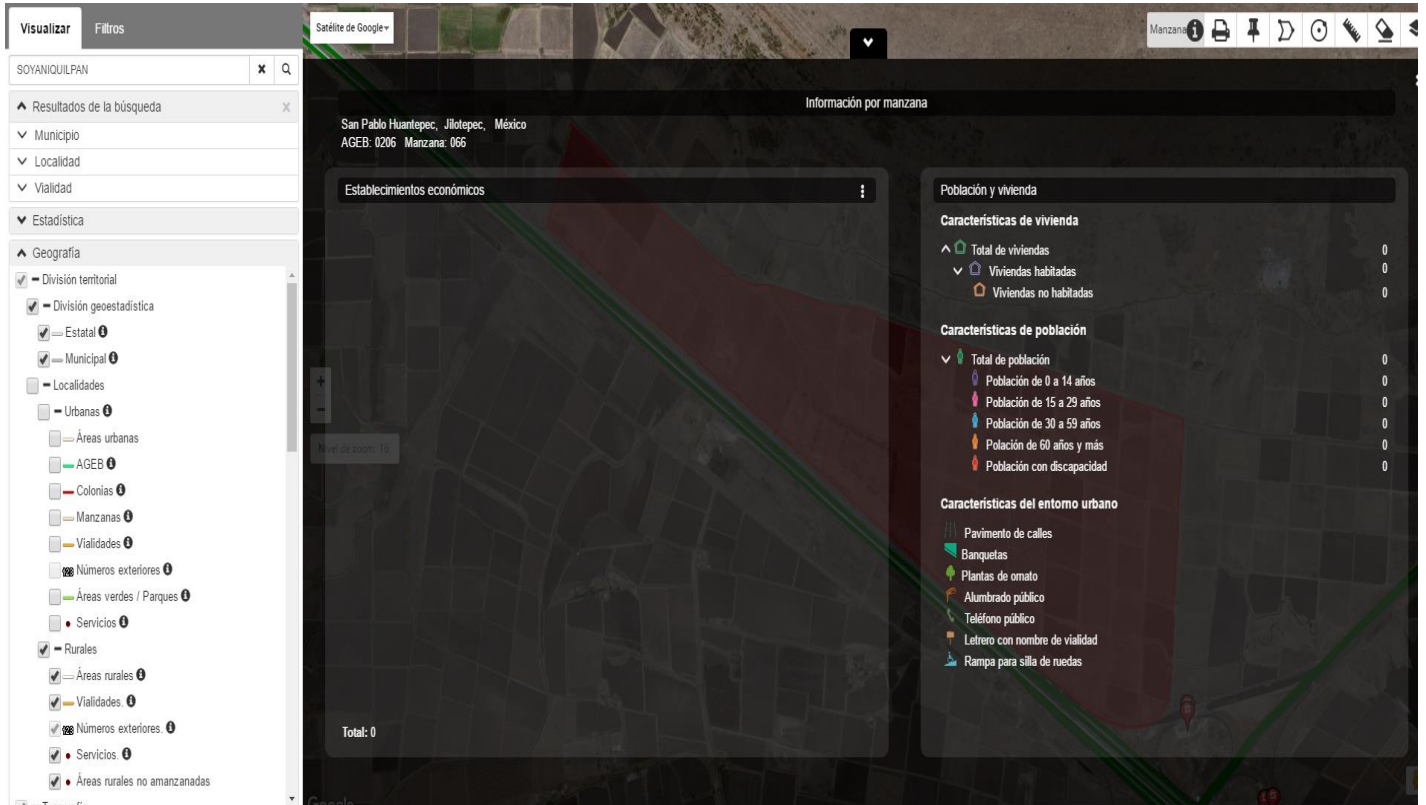 Visualizar Filtros
SOYANIQUILPAN
Resultados de la búsqueda
Municipio
Localidad
Vialidad
Estadística
Geografía
División territorial
División geoestadística
Estatal
Municipal
Localidades
Urbanas
Áreas urbanas
AGEB
Colonias
Manzanas
Vialidades
Números exteriores
Áreas verdes / Parques
Servicios
Rurales
Áreas rurales
Vialidades.
Números exteriores.
Servicios.
Áreas rurales no amanzanadas
Satélite de Google
Manzana
Información por manzana
San Pablo Huantepec, Jilotepec, México
AGEB: 0206 Manzana: 066
Establecimientos económicos
Nivel de zoom: 16
Total: 0
Google
Población y vivienda
Características de vivienda
Total de viviendas 0
Viviendas habitadas 0
Viviendas no habitadas 0
Características de población
Total de población 0
Población de 0 a 14 años 0
Población de 15 a 29 años 0
Población de 30 a 59 años 0
Polación de 60 años y más 0
Población con discapacidad 0
Características del entorno urbano
Pavimento de calles
Banquetas
Plantas de ornato
Alumbrado público
Teléfono público
Letrero con nombre de vialidad
Rampa para silla de ruedas